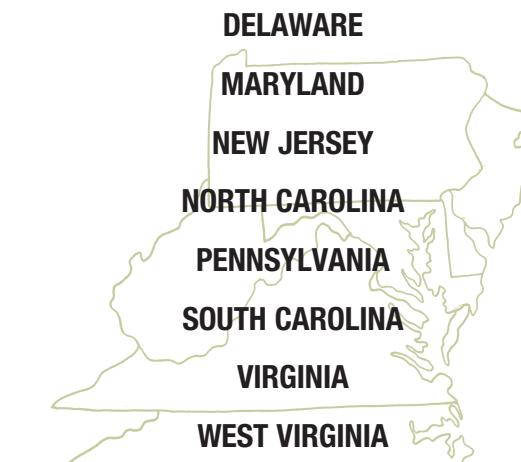 DELAWARE
MARYLAND
NEW JERSEY
NORTH CAROLINA
PENNSYLVANIA
SOUTH CAROLINA
VIRGINIA
WEST VIRGINIA